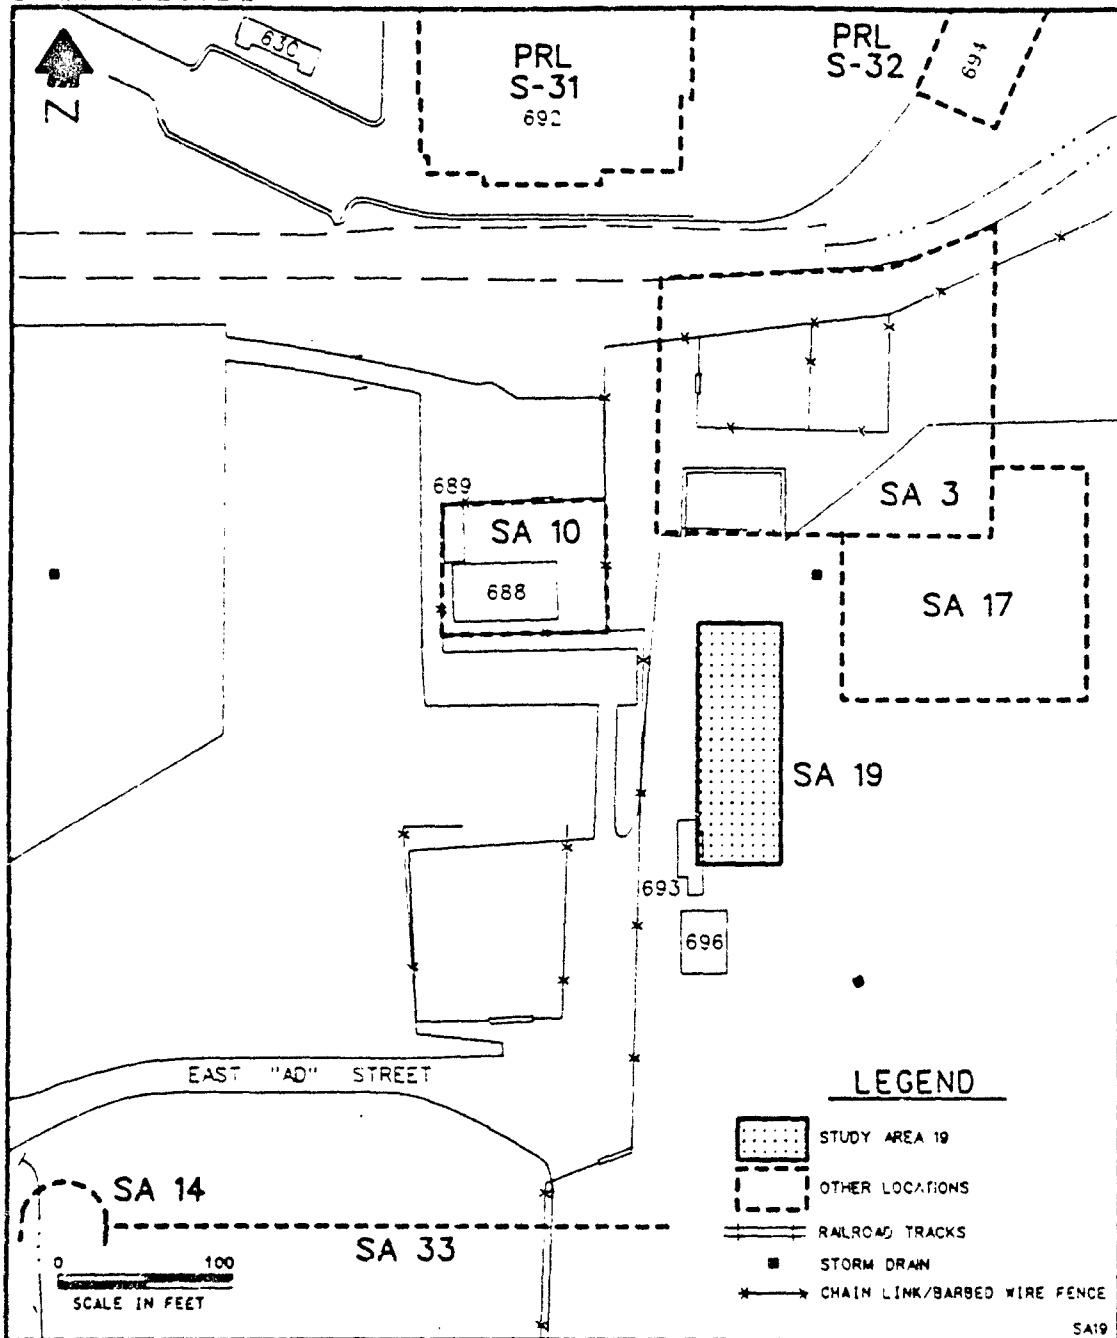 630
PRL
S-31
692
PRL
S-32
694
N
689
SA 10
688
SA 3
SA 17
SA 19
693
696
EAST "AD" STREET
SA 14
SA 33
0 100
SCALE IN FEET
LEGEND
STUDY AREA 19
OTHER LOCATIONS
RAILROAD TRACKS
STORM DRAIN
CHAIN LINK/BARBED WIRE FENCE
SA19